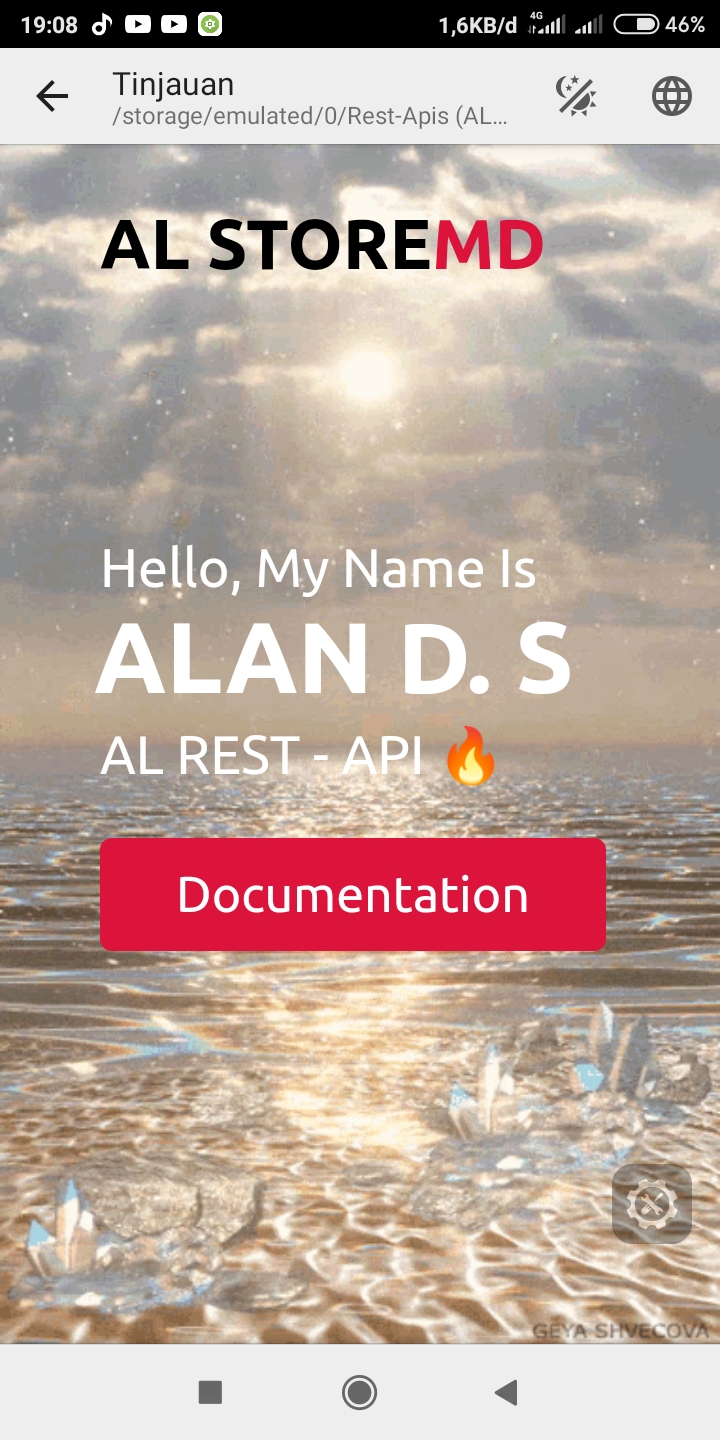 19:08 1,6KB/d 4G 46%
Tinjauan
/storage/emulated/0/Rest-Apis (AL...
AL STOREMD
Hello, My Name Is
ALAN D. S
AL REST - API 🔥
Documentation
GEYA SHVECOVA